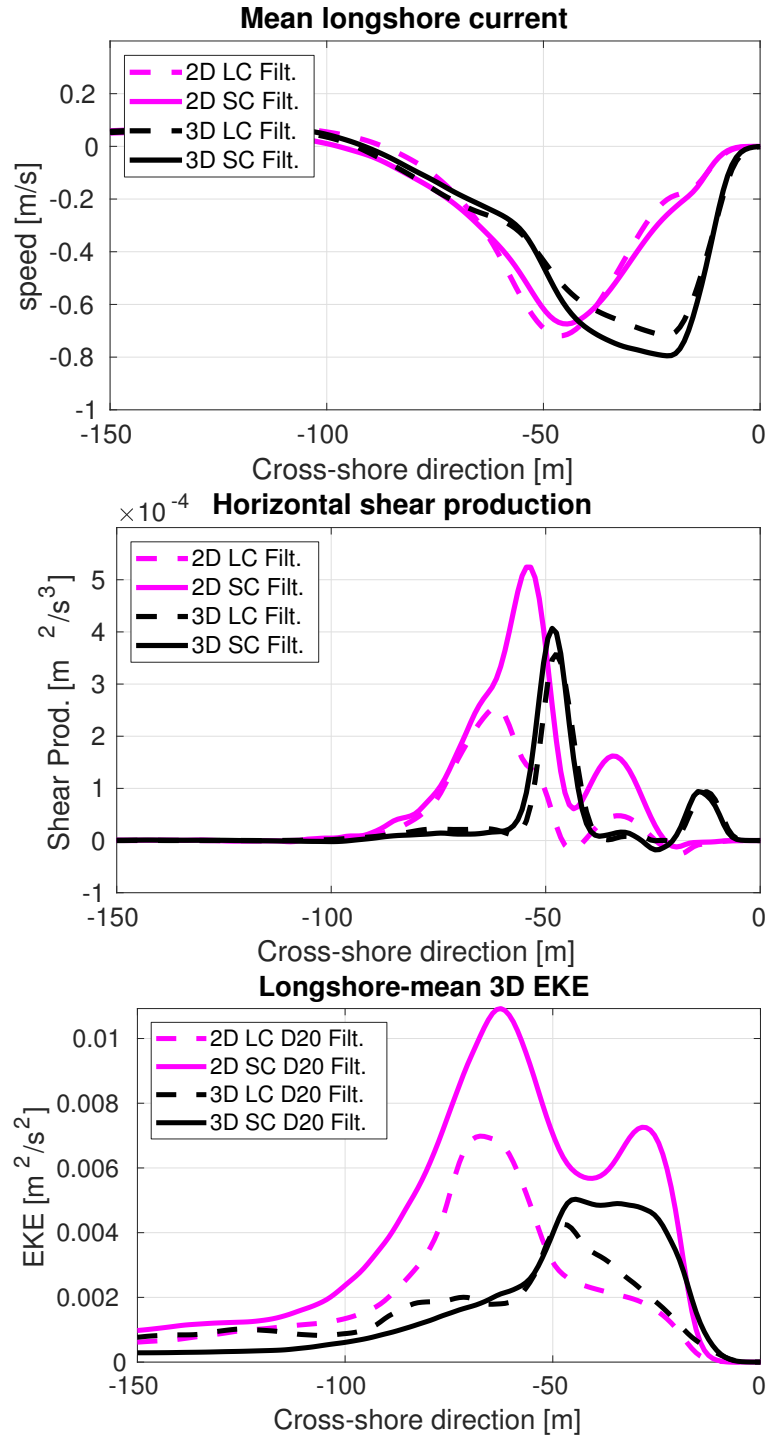 Mean longshore current
2D LC Filt.
2D SC Filt.
3D LC Filt.
3D SC Filt.
0.2
0
-0.2
-0.4
-0.6
-0.8
-1
speed [m/s]
-150
-100
-50
0
Cross-shore direction [m]
×10 -4
Horizontal shear production
2D LC Filt.
2D SC Filt.
3D LC Filt.
3D SC Filt.
5
4
3
2
1
0
-1
Shear Prod. [m 2/s3]
-150
-100
-50
0
Cross-shore direction [m]
Longshore-mean 3D EKE
2D LC D20 Filt.
2D SC D20 Filt.
3D LC D20 Filt.
3D SC D20 Filt.
0.01
0.008
0.006
0.004
0.002
0
EKE [m2/s2]
-150
-100
-50
0
Cross-shore direction [m]